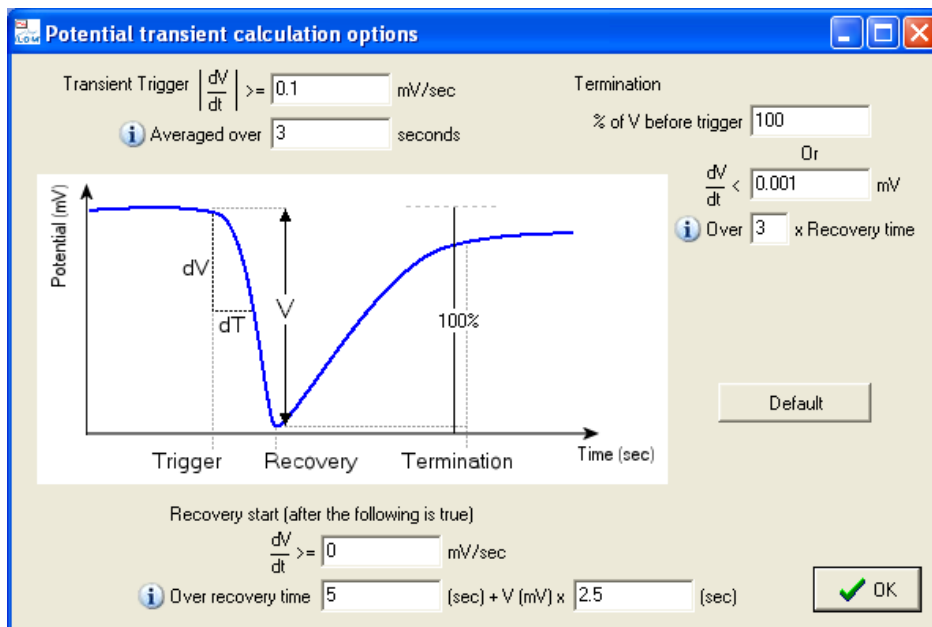 Potential transient calculation options
Transient Trigger |dV/dt| >= 0.1 mV/sec
Averaged over 3 seconds
Termination
% of V before trigger 100
Or
dV/dt < 0.001 mV
Over 3 x Recovery time
Potential (mV)
dV
dT
V
100%
Trigger Recovery Termination
Time (sec)
Default
Recovery start (after the following is true)
dV/dt >= 0 mV/sec
Over recovery time 5 (sec) + V (mV) x 2.5 (sec)
OK